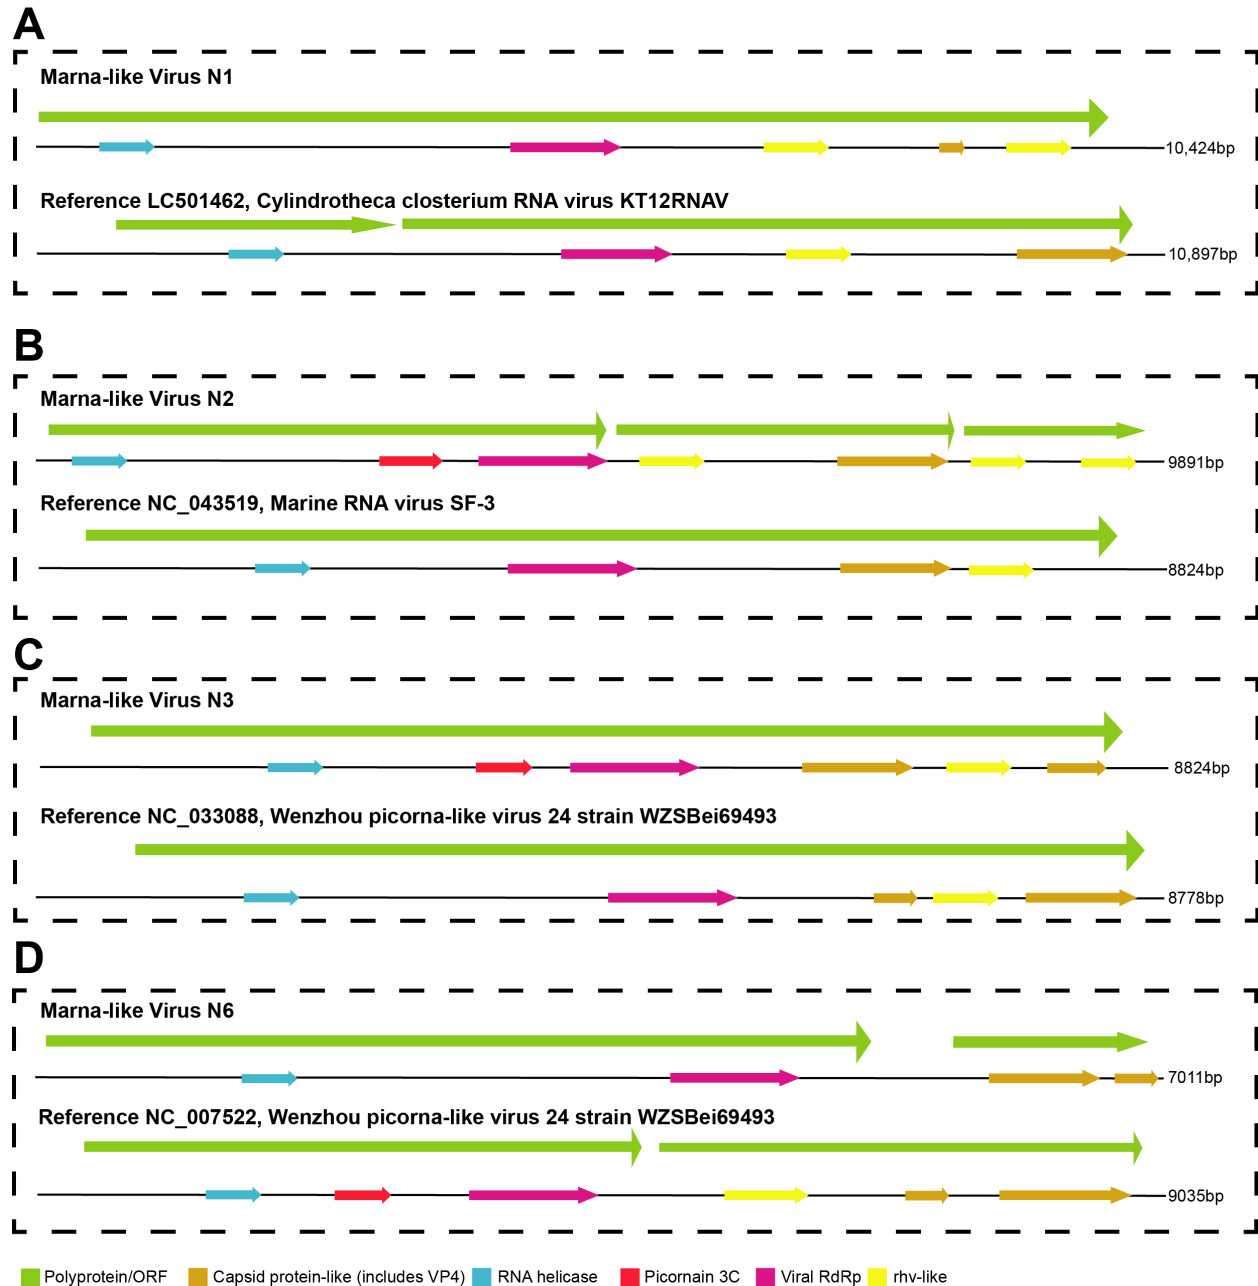 A
Marna-like Virus N1
10,424bp
Reference LC501462, Cylindrotheca closterium RNA virus KT12RNAV
10,897bp
B
Marna-like Virus N2
9891bp
Reference NC_043519, Marine RNA virus SF-3
8824bp
C
Marna-like Virus N3
8824bp
Reference NC_033088, Wenzhou picorna-like virus 24 strain WZSBei69493
8778bp
D
Marna-like Virus N6
7011bp
Reference NC_007522, Wenzhou picorna-like virus 24 strain WZSBei69493
9035bp
Polyprotein/ORF Capsid protein-like (includes VP4) RNA helicase Picornain 3C Viral RdRp rhv-like